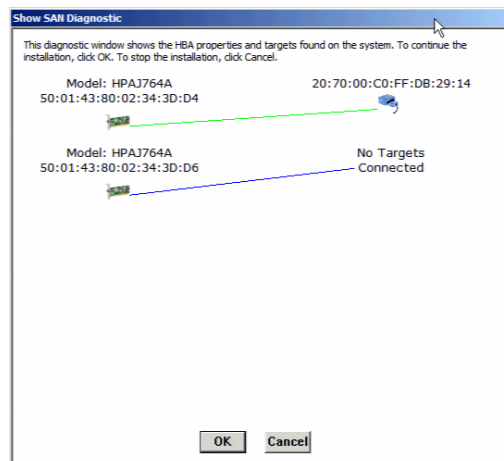 Show SAN Diagnostic
This diagnostic window shows the HBA properties and targets found on the system. To continue the
installation, click OK. To stop the installation, click Cancel.
Model: HPAJ764A
50:01:43:80:02:34:3D:D4
20:70:00:C0:FF:DB:29:14
Model: HPAJ764A
50:01:43:80:02:34:3D:D6
No Targets
Connected
OK
Cancel